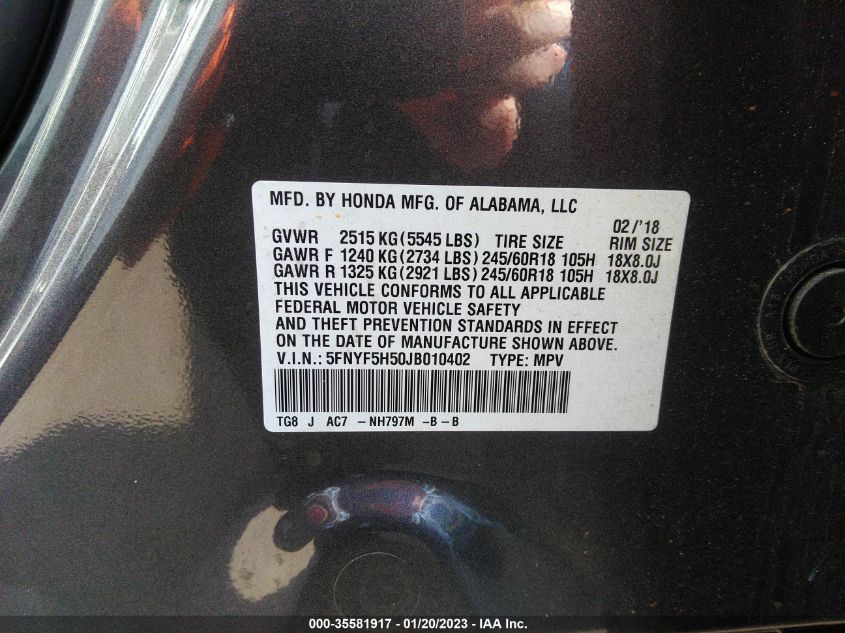 MFD. BY HONDA MFG. OF ALABAMA, LLC
02/'18
GVWR 2515 KG (5545 LBS) TIRE SIZE RIM SIZE
GAWR F 1240 KG (2734 LBS) 245/60R18 105H 18X8.0J
GAWR R 1325 KG (2921 LBS) 245/60R18 105H 18X8.0J
THIS VEHICLE CONFORMS TO ALL APPLICABLE
FEDERAL MOTOR VEHICLE SAFETY
AND THEFT PREVENTION STANDARDS IN EFFECT
ON THE DATE OF MANUFACTURE SHOWN ABOVE.
V.I.N.: 5FNYF5H50JB010402 TYPE: MPV
TG8 J AC7 -NH797M -B-B
000-35581917 - 01/20/2023 - IAA Inc.